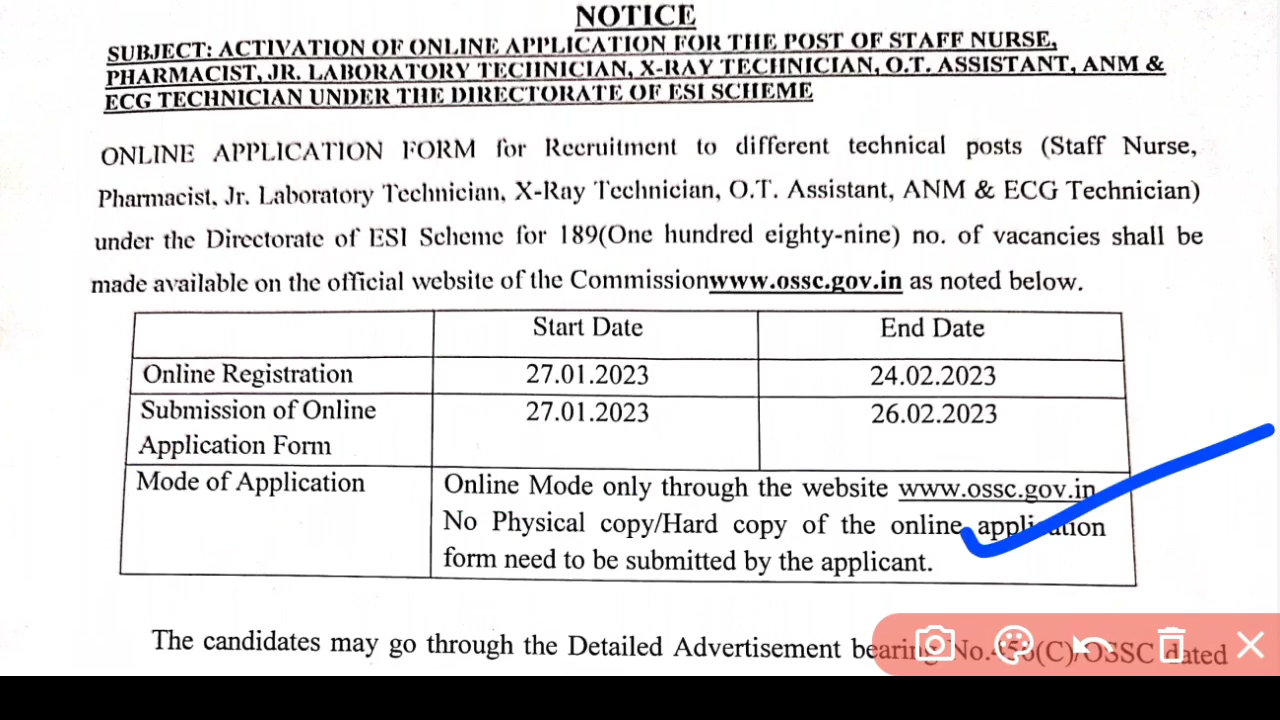 NOTICE
SUBJECT: ACTIVATION OF ONLINE APPLICATION FOR THE POST OF STAFF NURSE,
PHARMACIST, JR. LABORATORY TECHNICIAN, X-RAY TECHNICIAN, O.T. ASSISTANT, ANM &
ECG TECHNICIAN UNDER THE DIRECTORATE OF ESI SCHEME
ONLINE APPLICATION FORM for Recruitment to different technical posts (Staff Nurse,
Pharmacist, Jr. Laboratory Technician, X-Ray Technician, O.T. Assistant, ANM & ECG Technician)
under the Directorate of ESI Scheme for 189(One hundred eighty-nine) no. of vacancies shall be
made available on the official website of the Commissionwww.ossc.gov.in as noted below.
Start Date End Date
Online Registration 27.01.2023 24.02.2023
Submission of Online 27.01.2023 26.02.2023
Application Form
Mode of Application Online Mode only through the website www.ossc.gov.in
No Physical copy/Hard copy of the online application
form need to be submitted by the applicant.
The candidates may go through the Detailed Advertisement bearing No. (C)/OSSC dated